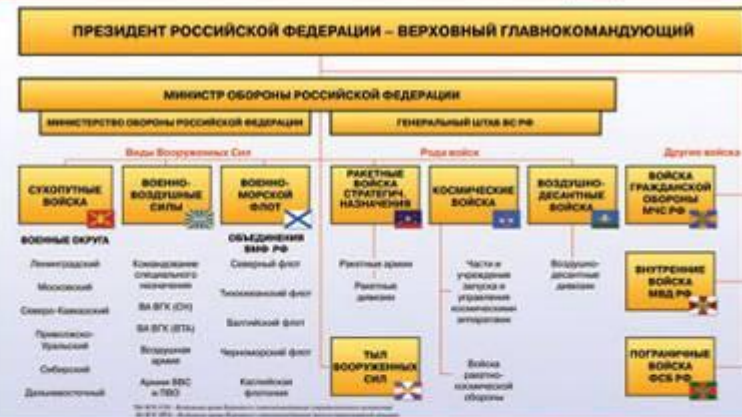 ПРЕЗИДЕНТ РОССИЙСКОЙ ФЕДЕРАЦИИ – ВЕРХОВНЫЙ ГЛАВНОКОМАНДУЮЩИЙ
МИНИСТР ОБОРОНЫ РОССИЙСКОЙ ФЕДЕРАЦИИ
МИНИСТЕРСТВО ОБОРОНЫ РОССИЙСКОЙ ФЕДЕРАЦИИ
ГЕНЕРАЛЬНЫЙ ШТАБ ВС РФ
Виды Вооруженных Сил
Рода войск
Другие войска
СУХОПУТНЫЕ
ВОЙСКА
ВОЕННО-
ВОЗДУШНЫЕ
СИЛЫ
ВОЕННО-
МОРСКОЙ
ФЛОТ
РАКЕТНЫЕ
ВОЙСКА
СТРАТЕГИЧ.
НАЗНАЧЕНИЯ
КОСМИЧЕСКИЕ
ВОЙСКА
ВОЗДУШНО-
ДЕСАНТНЫЕ
ВОЙСКА
ВОЙСКА
ГРАЖДАНСКОЙ
ОБОРОНЫ
МЧС РФ
ВОЕННЫЕ ОКРУГА
Ленинградский
Московский
Северо-Кавказский
Приволжско-
Уральский
Сибирский
Дальневосточный
Командование
специального
назначения
ВА ВГК (СН)
ВА ВГК (ВТА)
Воздушная
армия
Армии ВВС
и ПВО
ОБЪЕДИНЕНИЯ
ВМФ РФ
Северный флот
Тихоокеанский флот
Балтийский флот
Черноморский флот
Каспийская
флотилия
Ракетные армии
Ракетные
дивизии
ТЫЛ
ВООРУЖЕННЫХ
СИЛ
Части и
учреждения
запуска и
управления
космическими
аппаратами
Войска
ракетно-
космической
обороны
Воздушно-
десантные
дивизии
ВНУТРЕННИЕ
ВОЙСКА
МВД РФ
ПОГРАНИЧНЫЕ
ВОЙСКА
ФСБ РФ